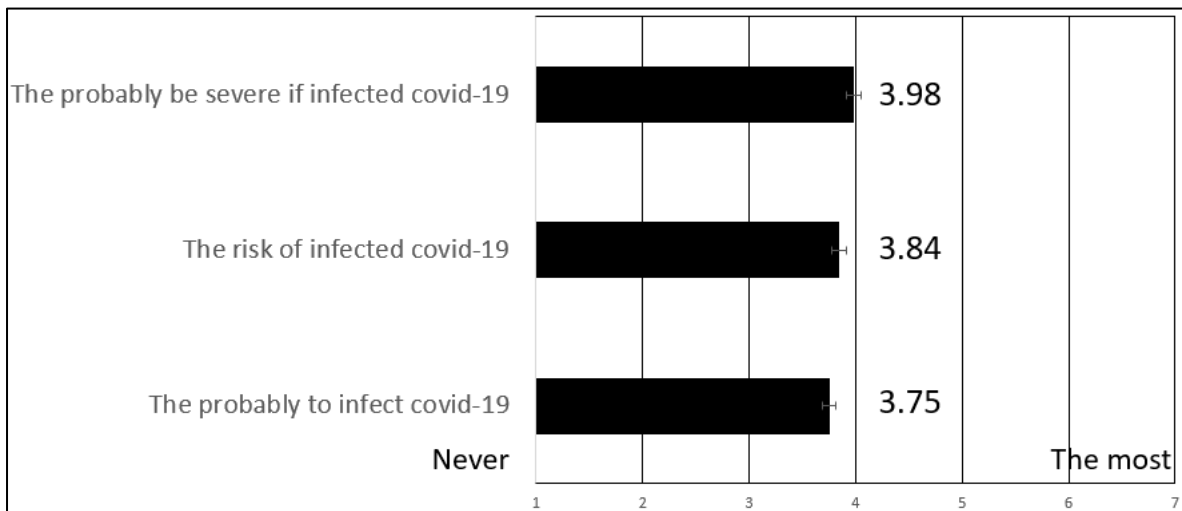 The probably be severe if infected covid-19
3.98
The risk of infected covid-19
3.84
The probably to infect covid-19
3.75
Never
The most
1 2 3 4 5 6 7